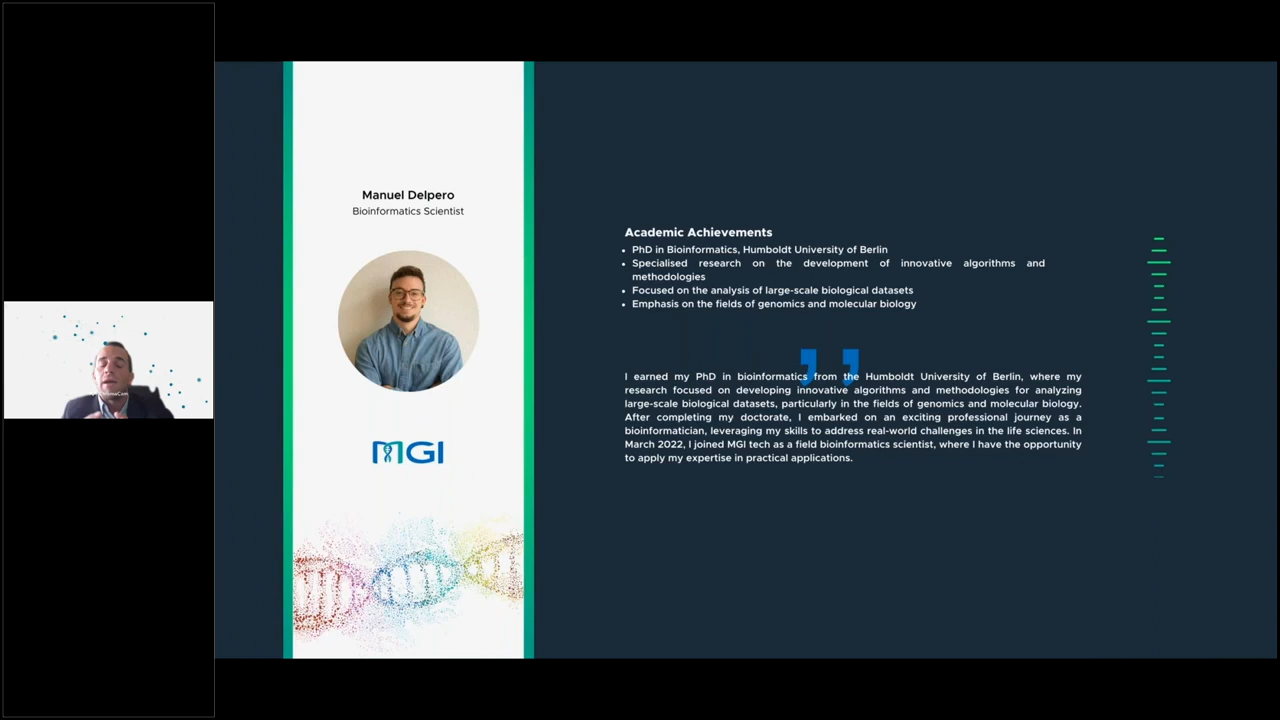 Manuel Delpero
Bioinformatics Scientist
MGI
Academic Achievements
• PhD in Bioinformatics, Humboldt University of Berlin
• Specialised research on the development of innovative algorithms and
methodologies
• Focused on the analysis of large-scale biological datasets
• Emphasis on the fields of genomics and molecular biology
I earned my PhD in bioinformatics from the Humboldt University of Berlin, where my
research focused on developing innovative algorithms and methodologies for analyzing
large-scale biological datasets, particularly in the fields of genomics and molecular biology.
After completing my doctorate, I embarked on an exciting professional journey as a
bioinformatician, leveraging my skills to address real-world challenges in the life sciences. In
March 2022, I joined MGI tech as a field bioinformatics scientist, where I have the opportunity
to apply my expertise in practical applications.